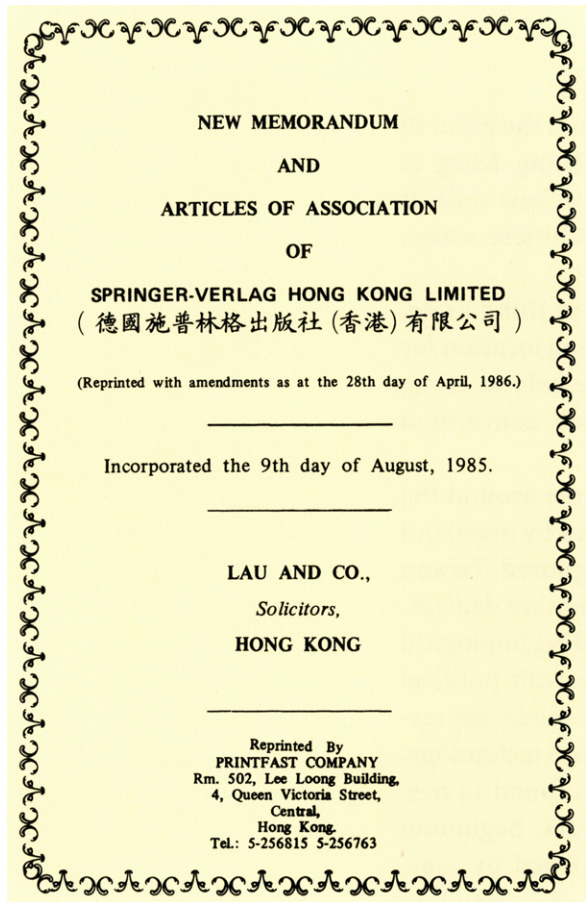 NEW MEMORANDUM
AND
ARTICLES OF ASSOCIATION
OF
SPRINGER-VERLAG HONG KONG LIMITED
( 德國施普林格出版社 (香港) 有限公司 )
(Reprinted with amendments as at the 28th day of April, 1986.)
Incorporated the 9th day of August, 1985.
LAU AND CO.,
Solicitors,
HONG KONG
Reprinted By
PRINTFAST COMPANY
Rm. 502, Lee Loong Building,
4, Queen Victoria Street,
Central,
Hong Kong.
Tel.: 5-256815 5-256763